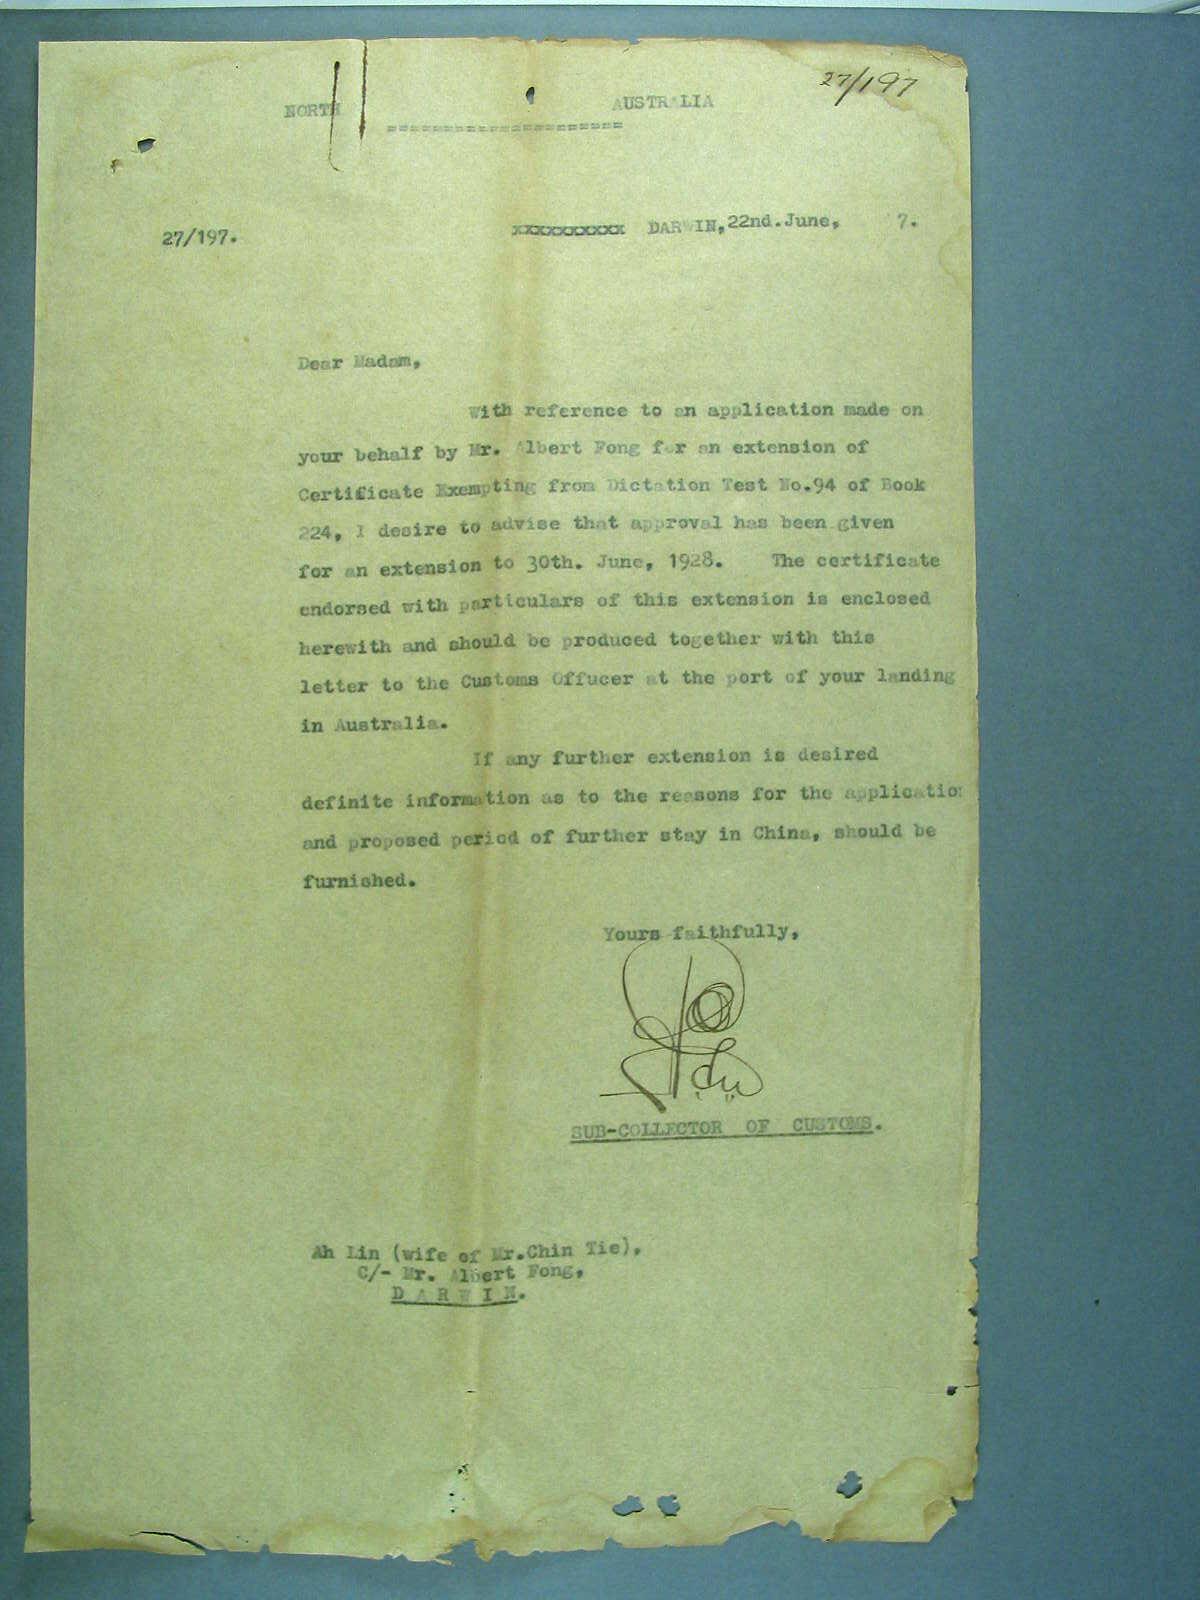 27/197
NORTH AUSTRALIA
====================
27/197. xxxxxxxxxx DARWIN, 22nd. June, 7.
Dear Madam,
With reference to an application made on
your behalf by Mr. Albert Fong for an extension of
Certificate Exempting from Dictation Test No.94 of Book
224, I desire to advise that approval has been given
for an extension to 30th. June, 1928. The certificate
endorsed with particulars of this extension is enclosed
herewith and should be produced together with this
letter to the Customs Offucer at the port of your landing
in Australia.
If any further extension is desired
definite information as to the reasons for the application
and proposed period of further stay in China, should be
furnished.
Yours faithfully,
SUB-COLLECTOR OF CUSTOMS.
Ah Lin (wife of Mr.Chin Tie),
C/- Mr. Albert Fong,
D A R W I N.